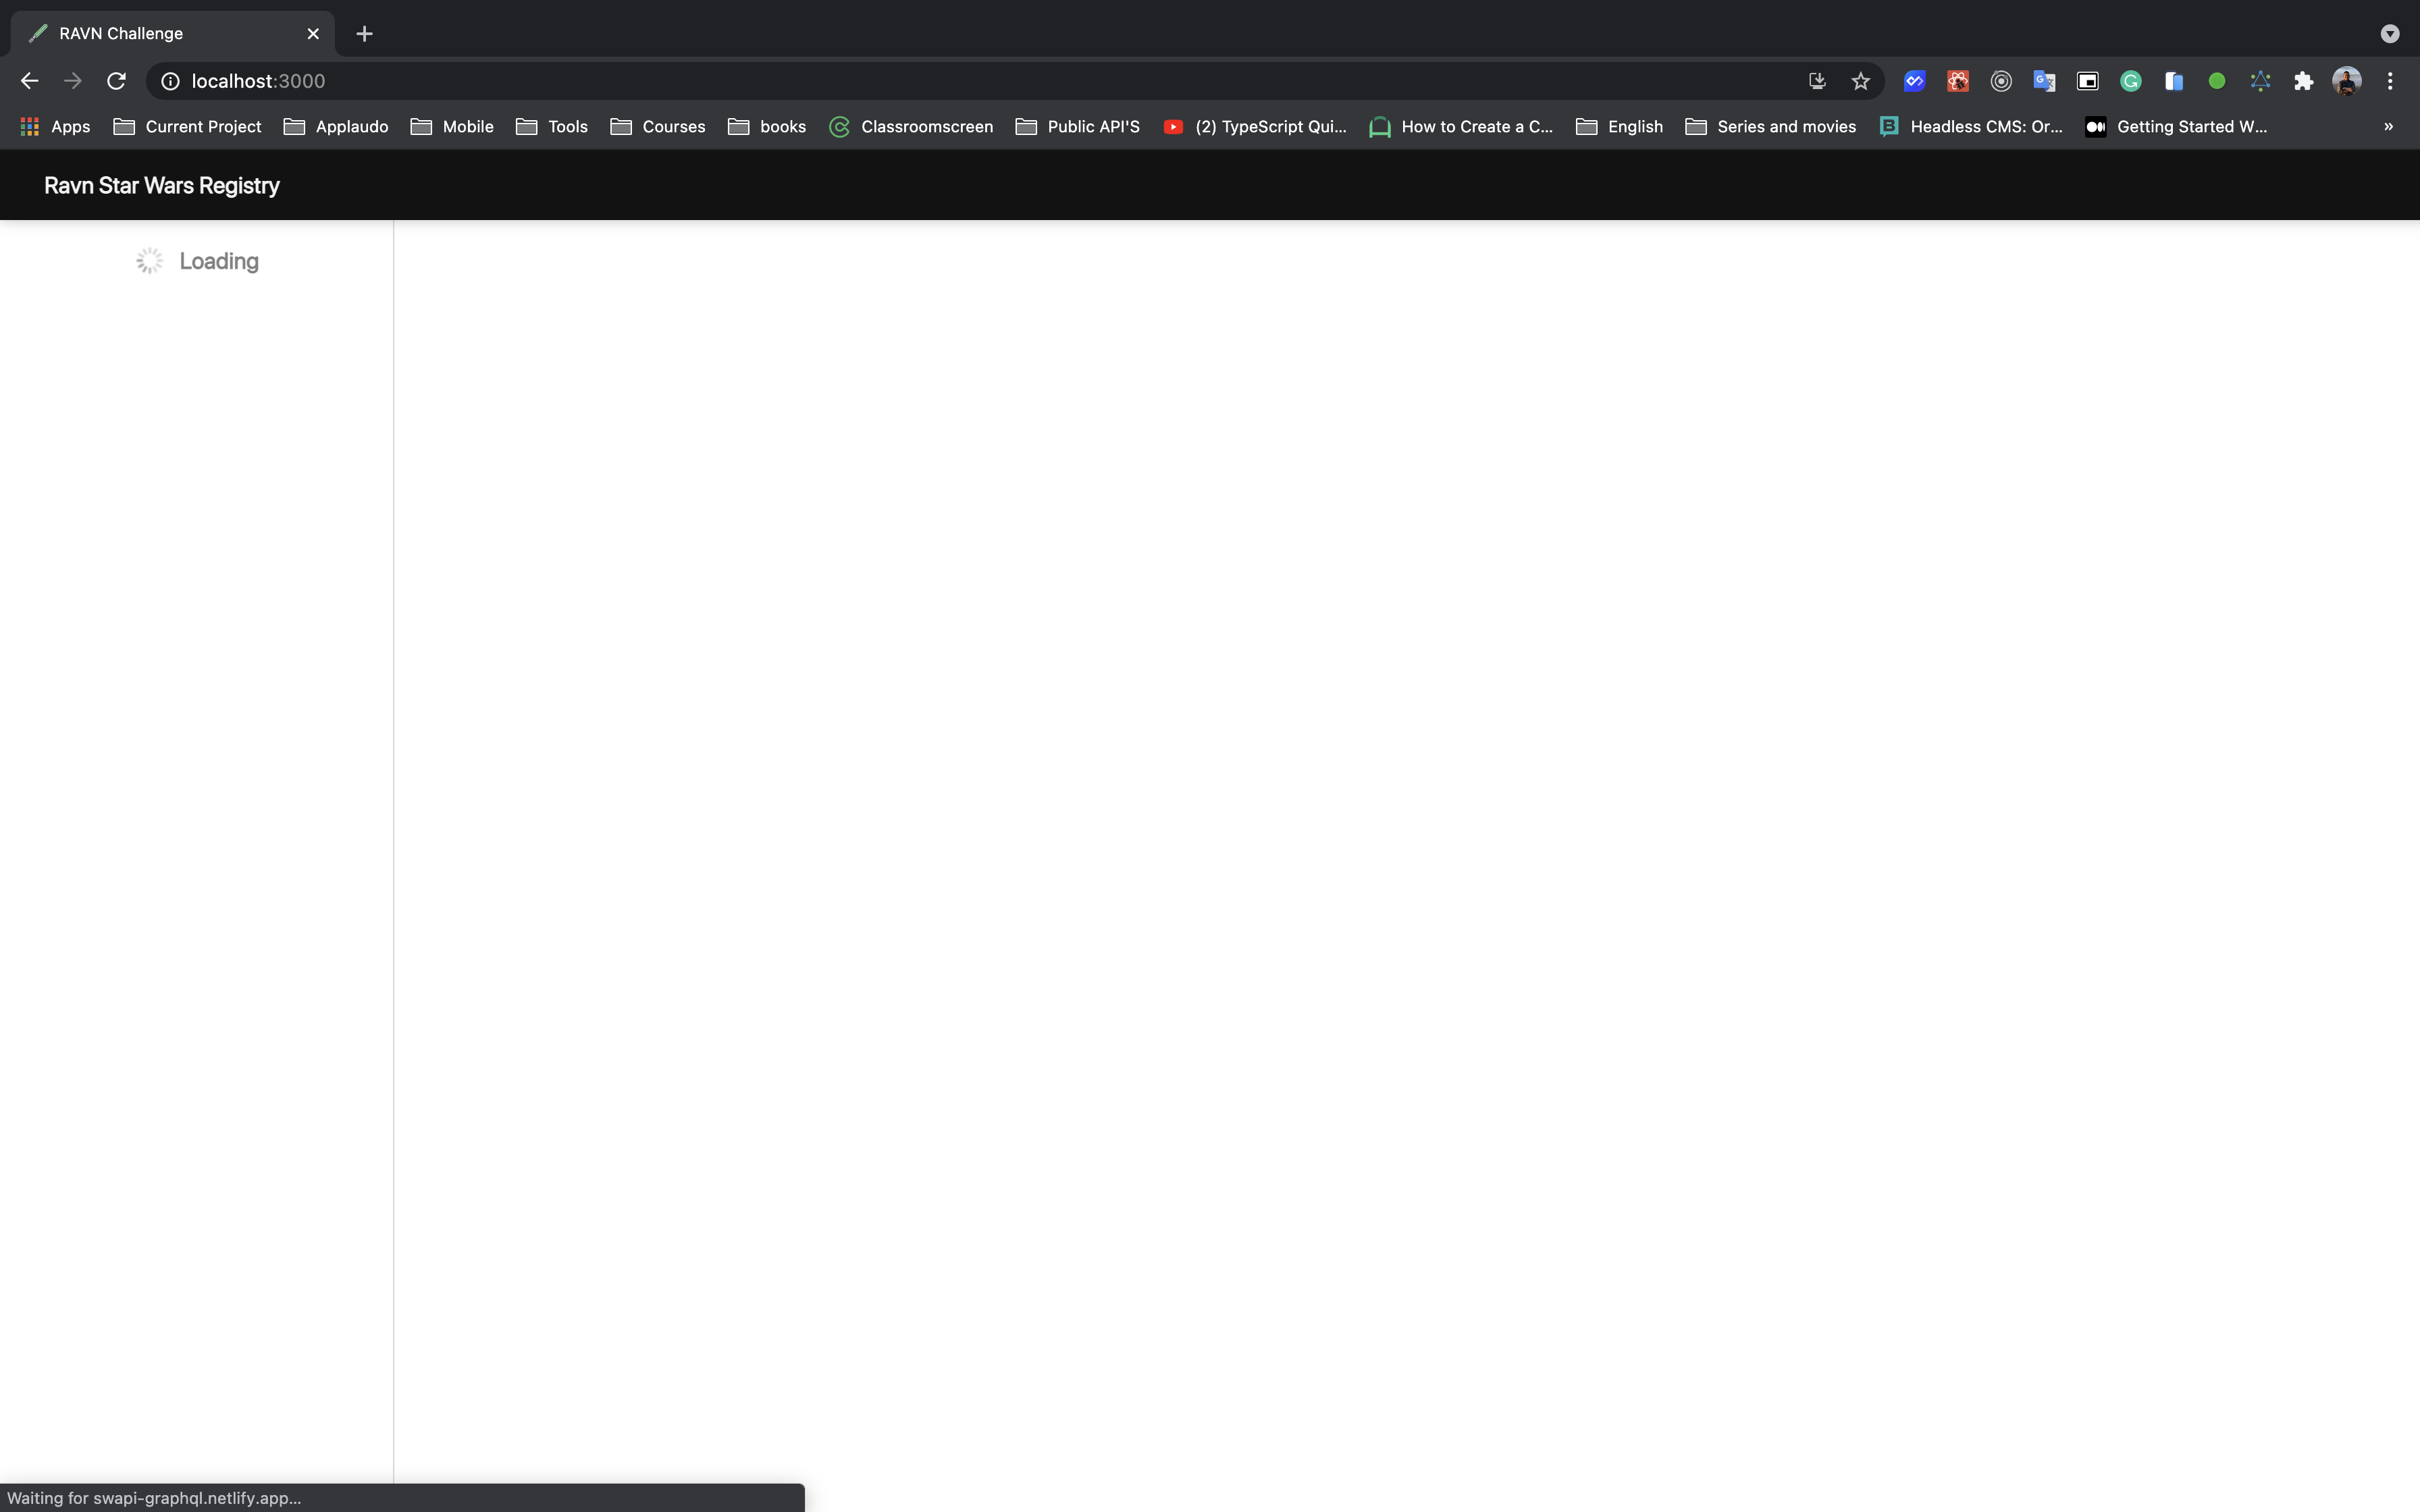 RAVN Challenge
localhost:3000
Apps Current Project Applaudo Mobile Tools Courses books Classroomscreen Public API'S (2) TypeScript Qui... How to Create a C... English Series and movies Headless CMS: Or... Getting Started W... »
Ravn Star Wars Registry
Loading
Waiting for swapi-graphql.netlify.app...